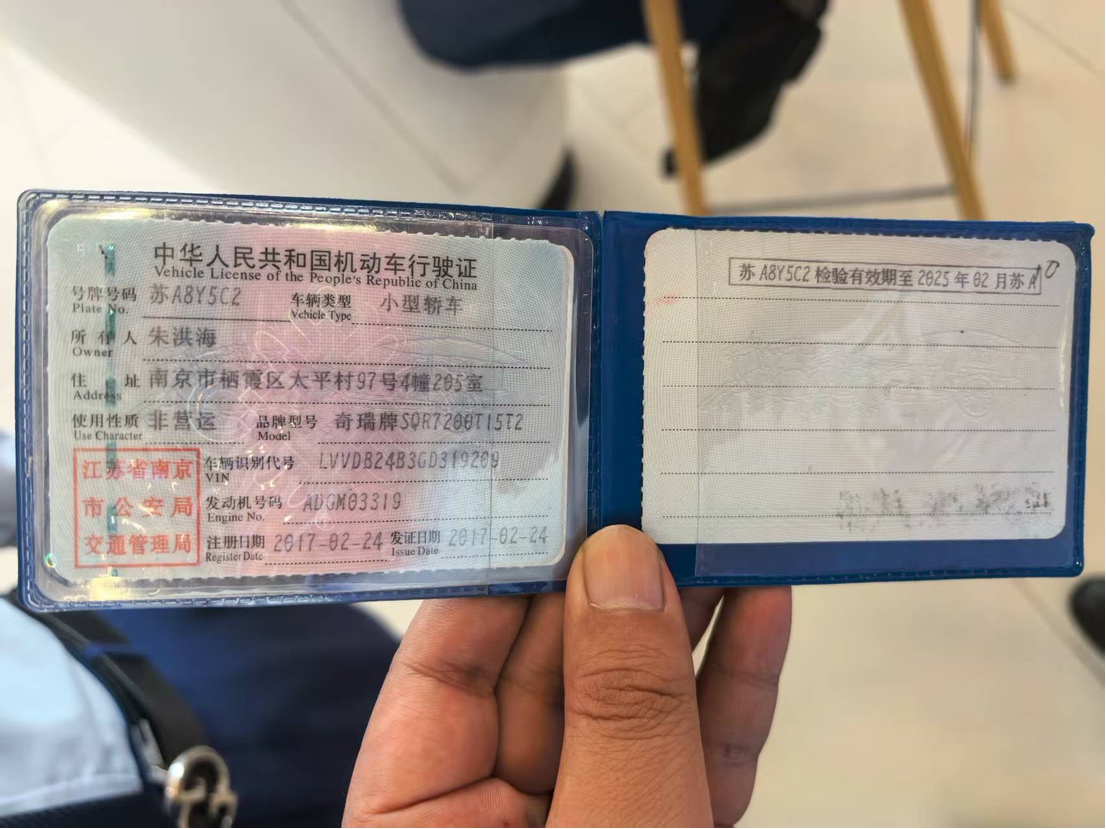 中华人民共和国机动车行驶证
Vehicle License of the People's Republic of China
号牌号码 苏A8Y5C2 车辆类型 小型轿车
Plate No. Vehicle Type
所有人 朱洪海
Owner
住址 南京市栖霞区太平村97号4幢205室
Address
使用性质 非营运 品牌型号 奇瑞牌SQR7200T15T2
Use Character Model
江苏省南京
市公安局
交通管理局
车辆识别代号 LVVDB24B3GD319209
VIN
发动机号码 ADGM03319
Engine No.
注册日期 2017-02-24 发证日期 2017-02-24
Register Date Issue Date
苏A8Y5C2 检验有效期至 2025年02月苏A